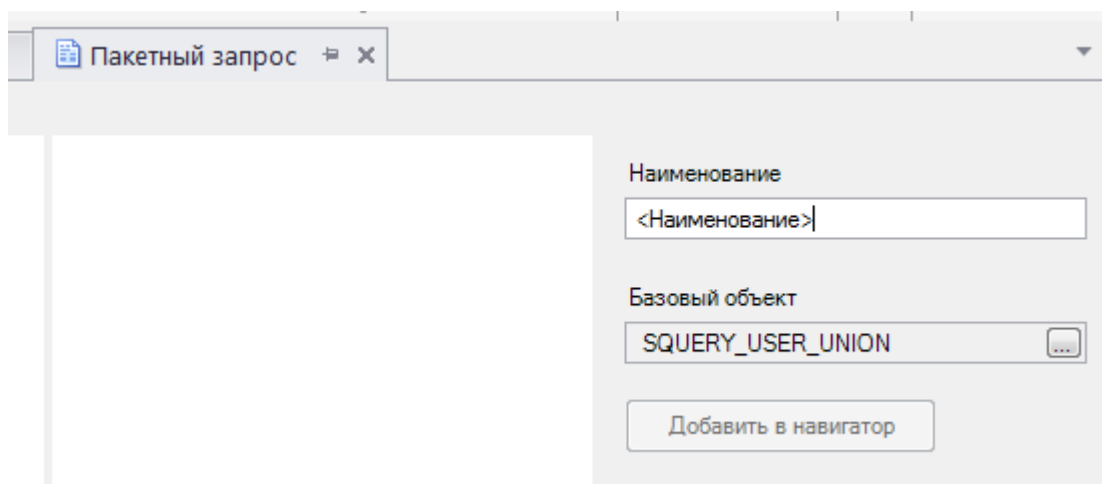 Пакетный запрос
Наименование
<Наименование>
Базовый объект
SQUERY_USER_UNION
...
Добавить в навигатор